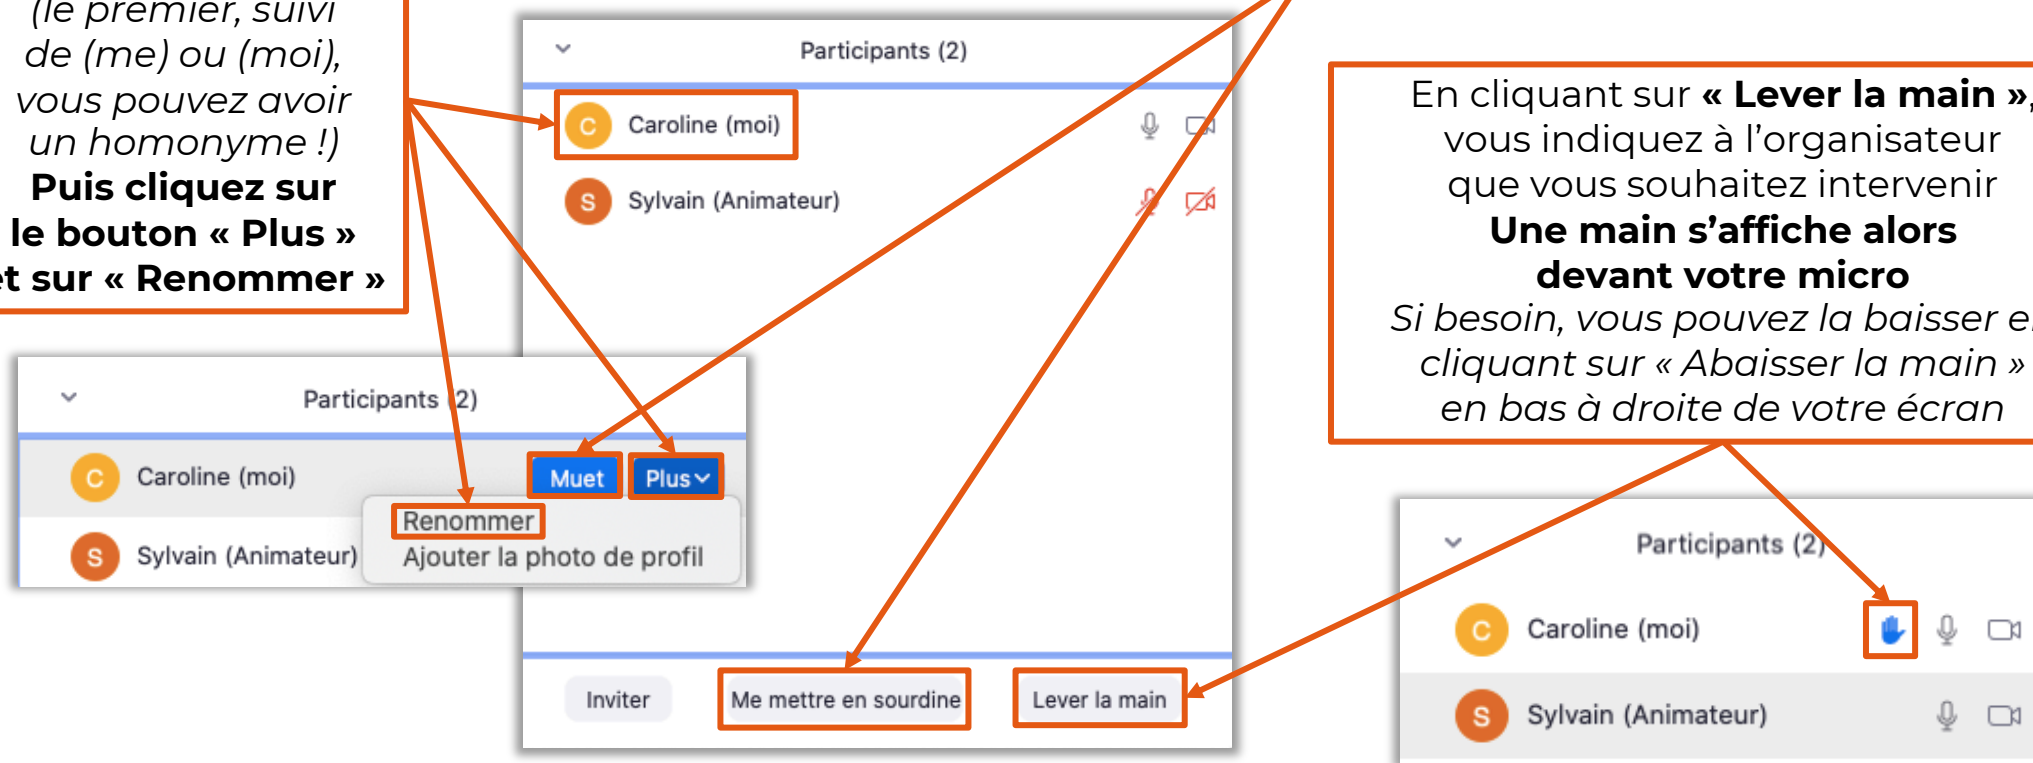 (le premier, suivi
de (me) ou (moi),
vous pouvez avoir
un homonyme !)
Puis cliquez sur
le bouton « Plus »
et sur « Renommer »
Participants (2)
C Caroline (moi)
S Sylvain (Animateur)
Inviter Me mettre en sourdine Lever la main
Participants (2)
C Caroline (moi) Muet Plus
Renommer
S Sylvain (Animateur) Ajouter la photo de profil
En cliquant sur « Lever la main »,
vous indiquez à l’organisateur
que vous souhaitez intervenir
Une main s’affiche alors
devant votre micro
Si besoin, vous pouvez la baisser
cliquant sur « Abaisser la main »
en bas à droite de votre écran
Participants (2)
C Caroline (moi)
S Sylvain (Animateur)